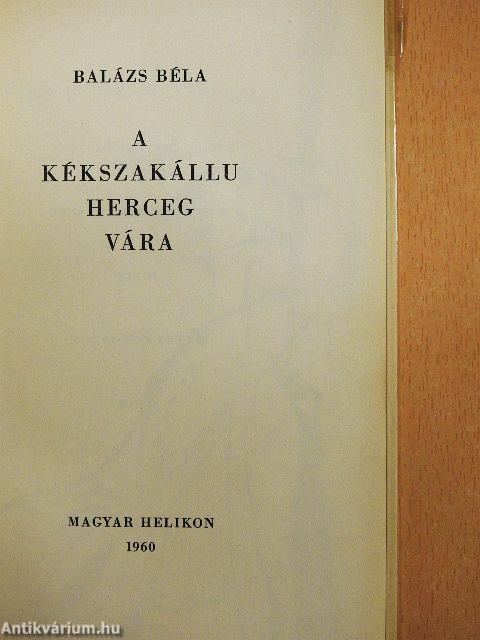 BALÁZS BÉLA
A
KÉKSZAKÁLLU
HERCEG
VÁRA
MAGYAR HELIKON
1960
Antikvárium.hu